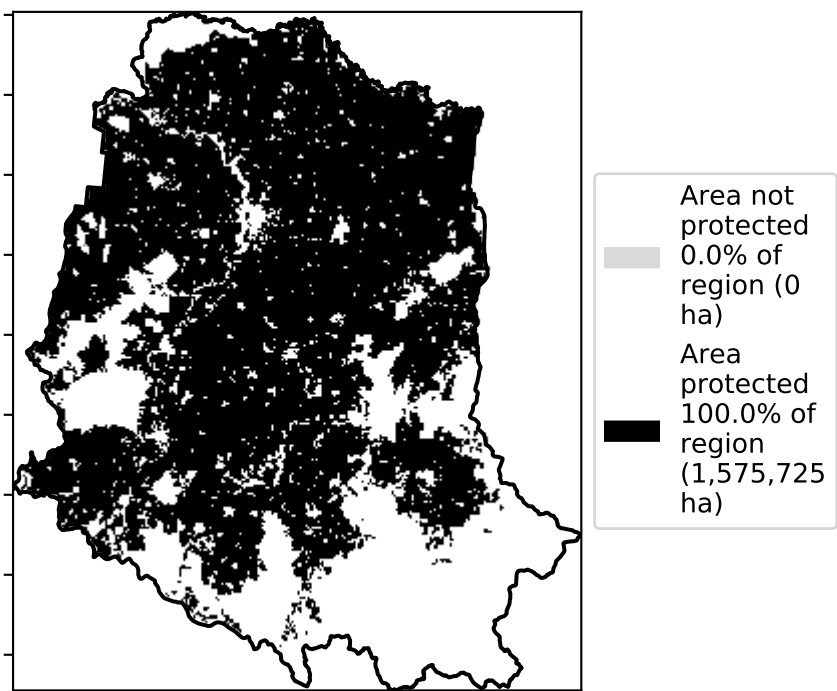 Area not
protected
0.0% of
region (0
ha)
Area
protected
100.0% of
region
(1,575,725
ha)